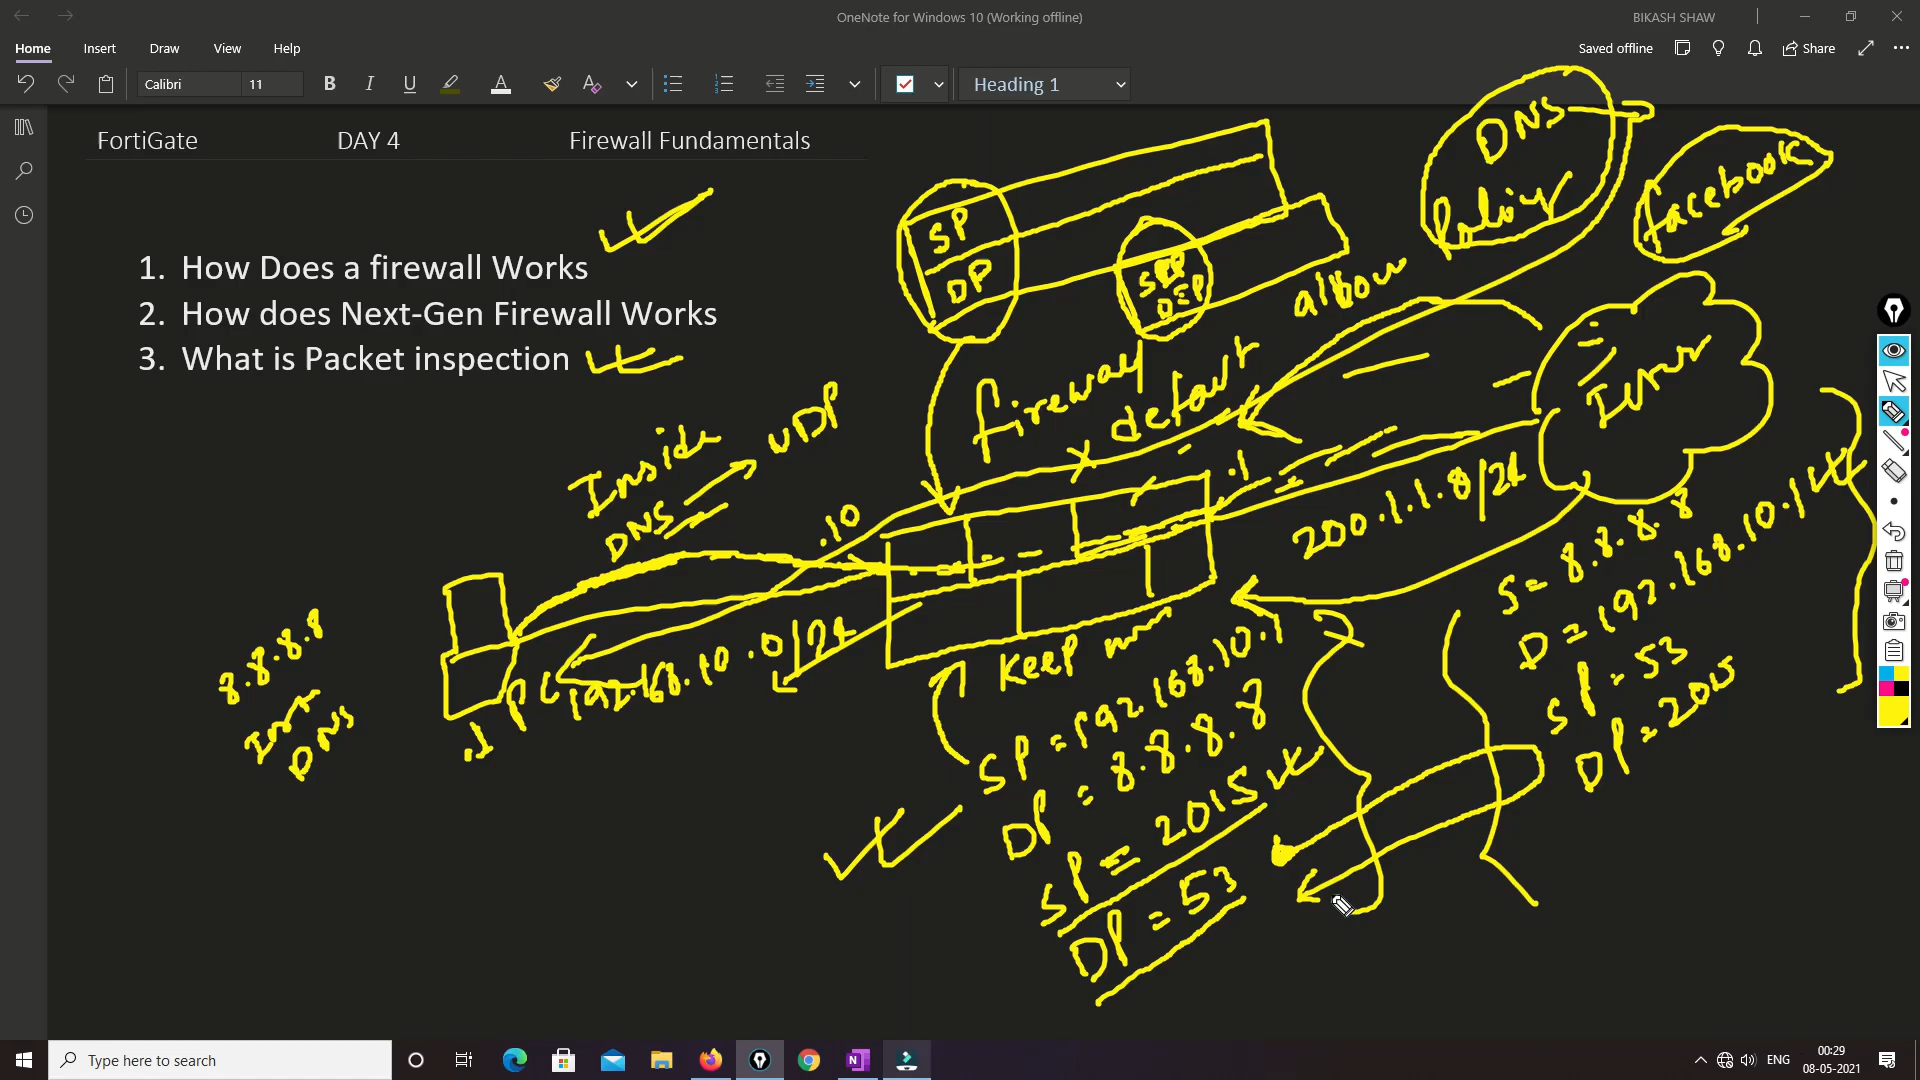 OneNote for Windows 10 (Working offline)
BIKASH SHAW
Home Insert Draw View Help
Saved offline
Share
Calibri 11 B I U A
Heading 1
FortiGate DAY 4 Firewall Fundamentals
1. How Does a firewall Works
2. How does Next-Gen Firewall Works
3. What is Packet inspection
DNS
Policy
facebook
SP
DP
SP
DP
allow
firewall
default
Inside
DNS
UDP
.10
.1
200.1.1.8/24
8.8.8.8
DNS
PC
.1
192.168.10.0/24
Keep
SP = 192.168.10.1
DP = 8.8.8.8
SP = 2015
DP = 53
S = 8.8.8.8
D = 192.168.10.1
SP = 53
DP = 2015
Type here to search
ENG
00:29
08-05-2021